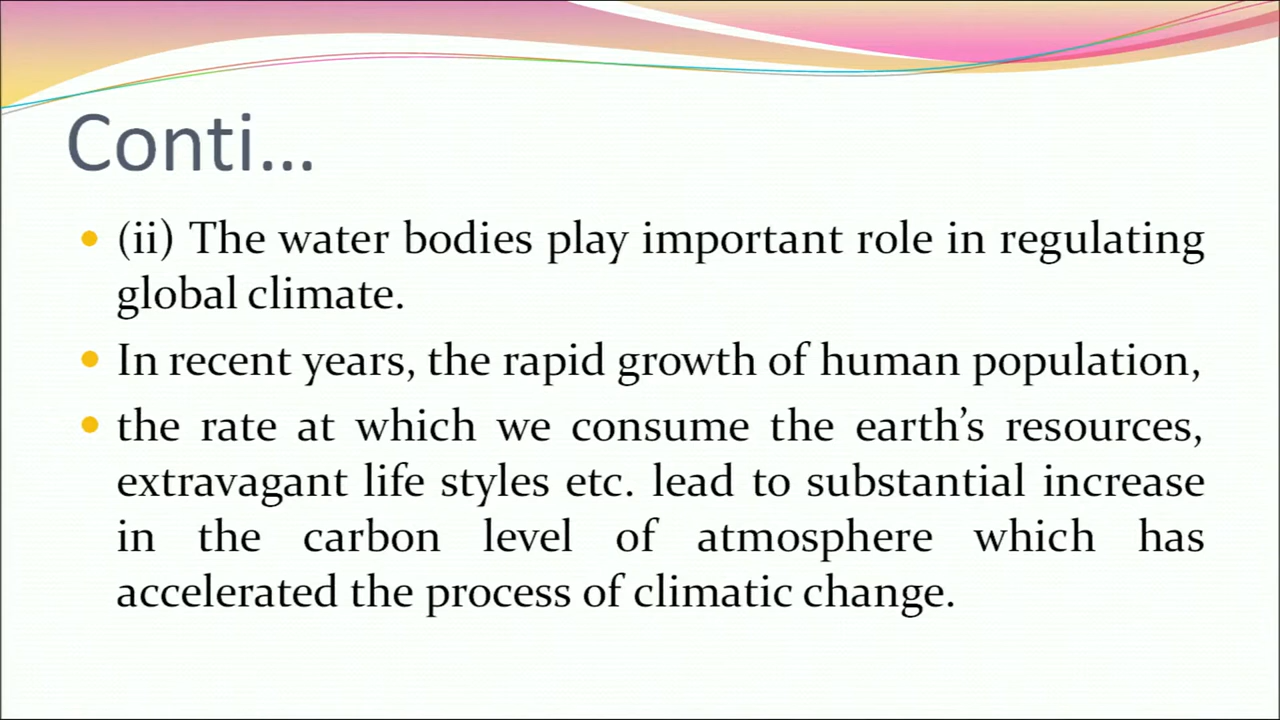 Conti...
• (ii) The water bodies play important role in regulating
global climate.
• In recent years, the rapid growth of human population,
• the rate at which we consume the earth’s resources,
extravagant life styles etc. lead to substantial increase
in the carbon level of atmosphere which has
accelerated the process of climatic change.